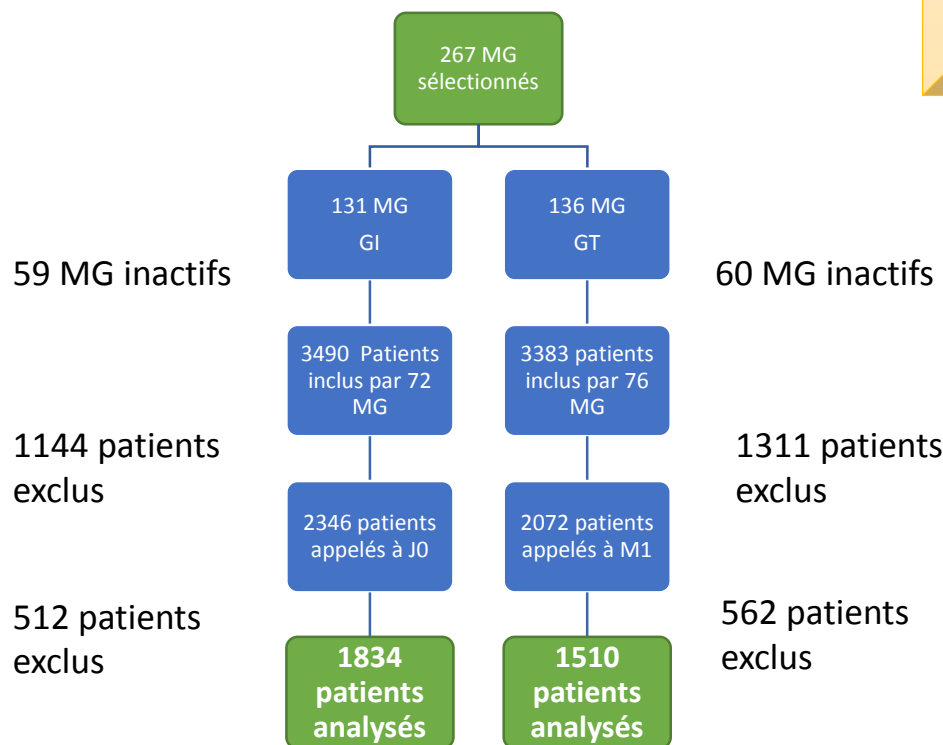 267 MG
sélectionnés
131 MG
GI
136 MG
GT
59 MG inactifs
60 MG inactifs
3490 Patients
inclus par 72
MG
3383 patients
inclus par 76
MG
1144 patients
exclus
1311 patients
exclus
2346 patients
appelés à J0
2072 patients
appelés à M1
512 patients
exclus
562 patients
exclus
1834
patients
analysés
1510
patients
analysés